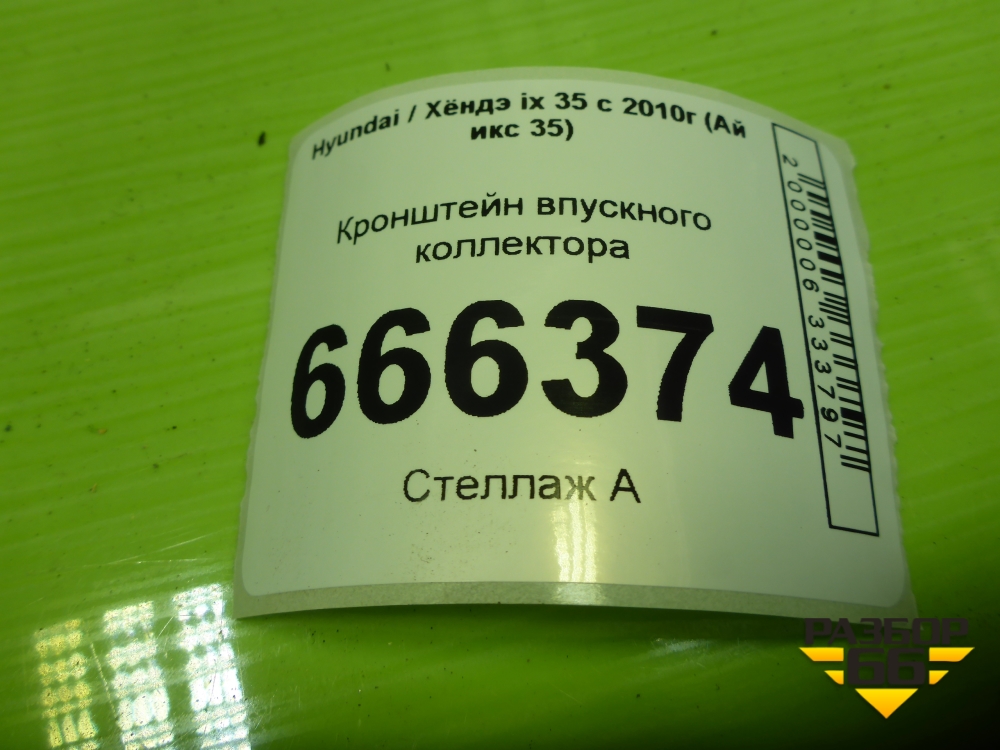 Hyundai / Хёндэ ix 35 с 2010г (Ай
икс 35)
Кронштейн впускного
коллектора
666374
Стеллаж А
2000006333797
РАЗБОР
66